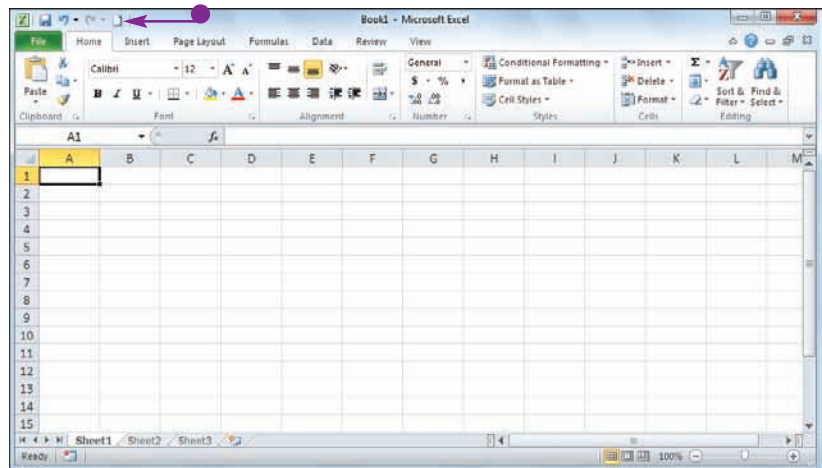 Book1 - Microsoft Excel
File Home Insert Page Layout Formulas Data Review View
Calibri 12 A A General Conditional Formatting Insert Σ
Paste B I U A $ % , Format as Table Delete Sort & Find &
Cell Styles Format Filter Select
Clipboard Font Alignment Number Styles Cells Editing
A1 fx
A B C D E F G H I J K L M
1
2
3
4
5
6
7
8
9
10
11
12
13
14
15
Sheet1 Sheet2 Sheet3
Ready 100%